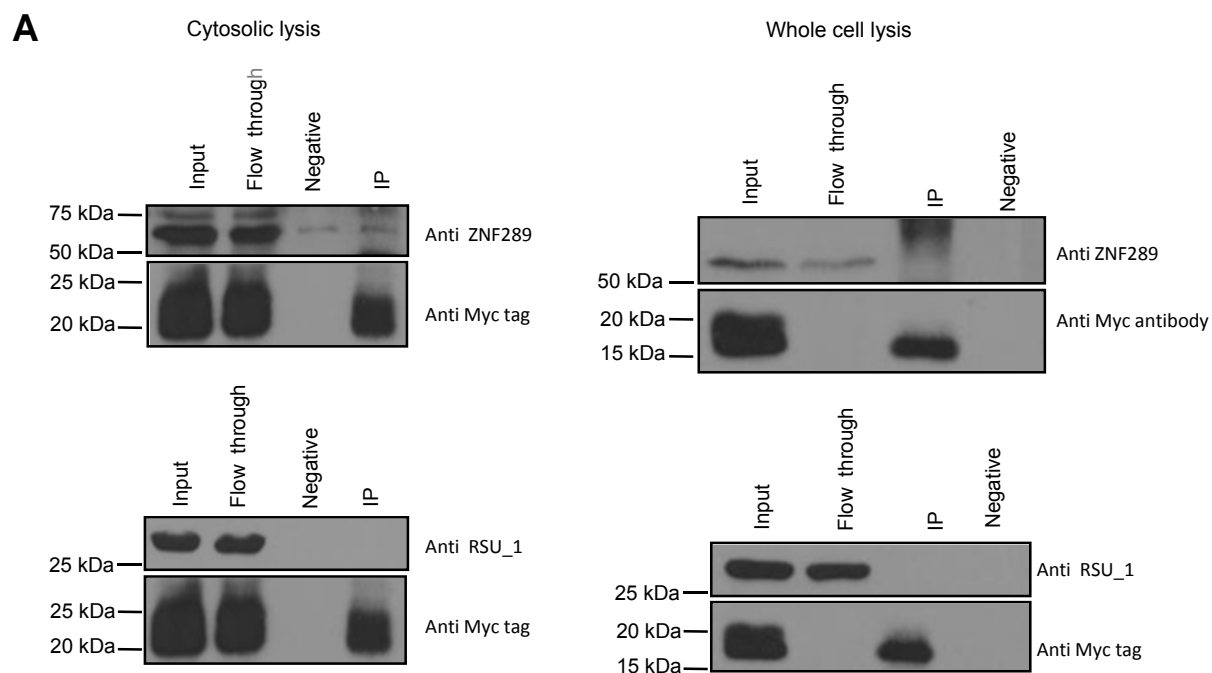 A
Cytosolic lysis
Input
Flow through
Negative
IP
75 kDa
50 kDa
Anti ZNF289
25 kDa
20 kDa
Anti Myc tag
Input
Flow through
Negative
IP
25 kDa
Anti RSU_1
25 kDa
20 kDa
Anti Myc tag
Whole cell lysis
Input
Flow through
IP
Negative
Anti ZNF289
50 kDa
20 kDa
15 kDa
Anti Myc antibody
Input
Flow through
IP
Negative
Anti RSU_1
25 kDa
20 kDa
15 kDa
Anti Myc tag